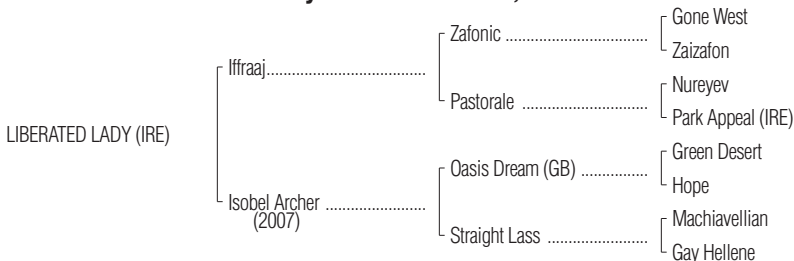 Gone West
Zafonic ..................................................
Zaizafon
Iffraaj..........................................
Nureyev
Pastorale ............................................
Park Appeal (IRE)
LIBERATED LADY (IRE)
Green Desert
Oasis Dream (GB) .......................
Hope
Isobel Archer ..........................
(2007)
Machiavellian
Straight Lass ...................................
Gay Hellene